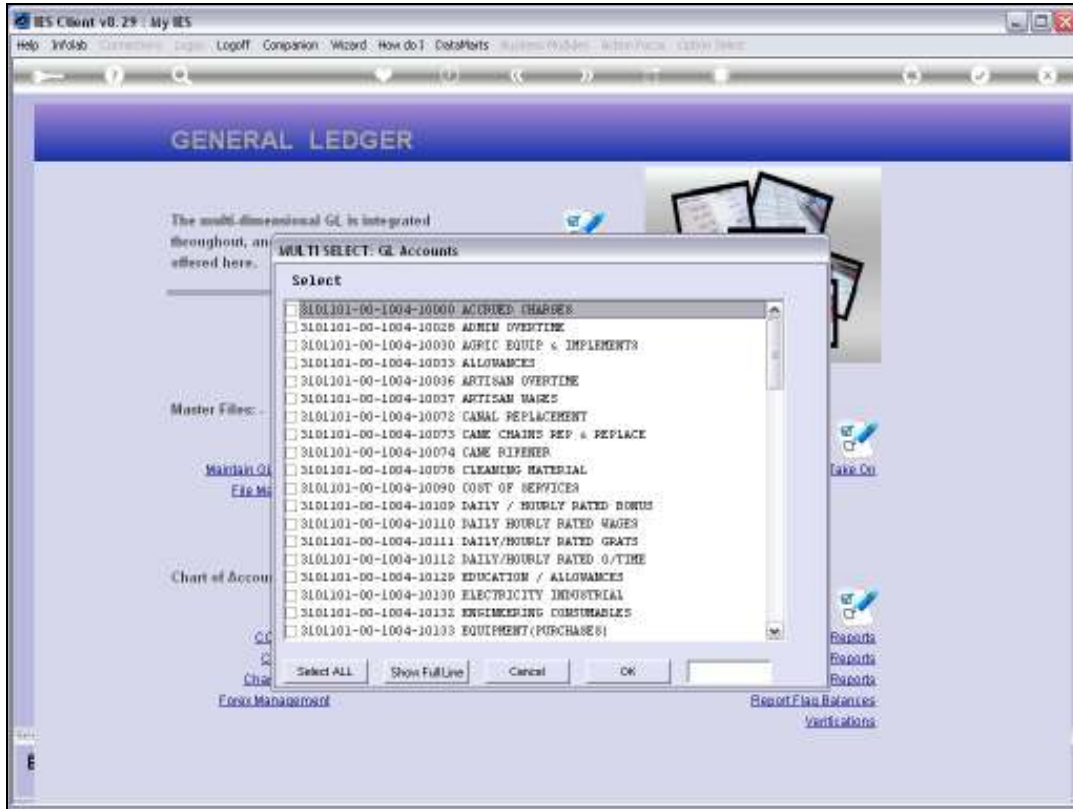 IES Client v8.29 : My IES
Help Infolab Logoff Companion Wizard How do I DataMarts
GENERAL LEDGER
The multi-dimensional GL is integrated
throughout, an
offered here.
MULTI SELECT: GL Accounts
Select
3101101-00-1004-10000 ACCRUED CHARGES
3101101-00-1004-10028 ADMIN OVERTIME
3101101-00-1004-10030 AGRIC EQUIP & IMPLEMENTS
3101101-00-1004-10033 ALLOWANCES
3101101-00-1004-10036 ARTISAN OVERTIME
3101101-00-1004-10037 ARTISAN WAGES
3101101-00-1004-10072 CANAL REPLACEMENT
3101101-00-1004-10073 CANE CHAINS REP & REPLACE
3101101-00-1004-10074 CANE RIPENER
3101101-00-1004-10078 CLEANING MATERIAL
3101101-00-1004-10090 COST OF SERVICES
3101101-00-1004-10109 DAILY / HOURLY RATED BONUS
3101101-00-1004-10110 DAILY HOURLY RATED WAGES
3101101-00-1004-10111 DAILY/HOURLY RATED GRATS
3101101-00-1004-10112 DAILY/HOURLY RATED O/TIME
3101101-00-1004-10129 EDUCATION / ALLOWANCES
3101101-00-1004-10130 ELECTRICITY INDUSTRIAL
3101101-00-1004-10132 ENGINEERING CONSUMABLES
3101101-00-1004-10133 EQUIPMENT(PURCHASES)
Select ALL Show Full Line Cancel OK
Master Files: .
Maintain GL
File Ma
Take On
Chart of Accou
Cha
Forex Management
Reports
Reports
Reports
Report Flag Balances
Verifications